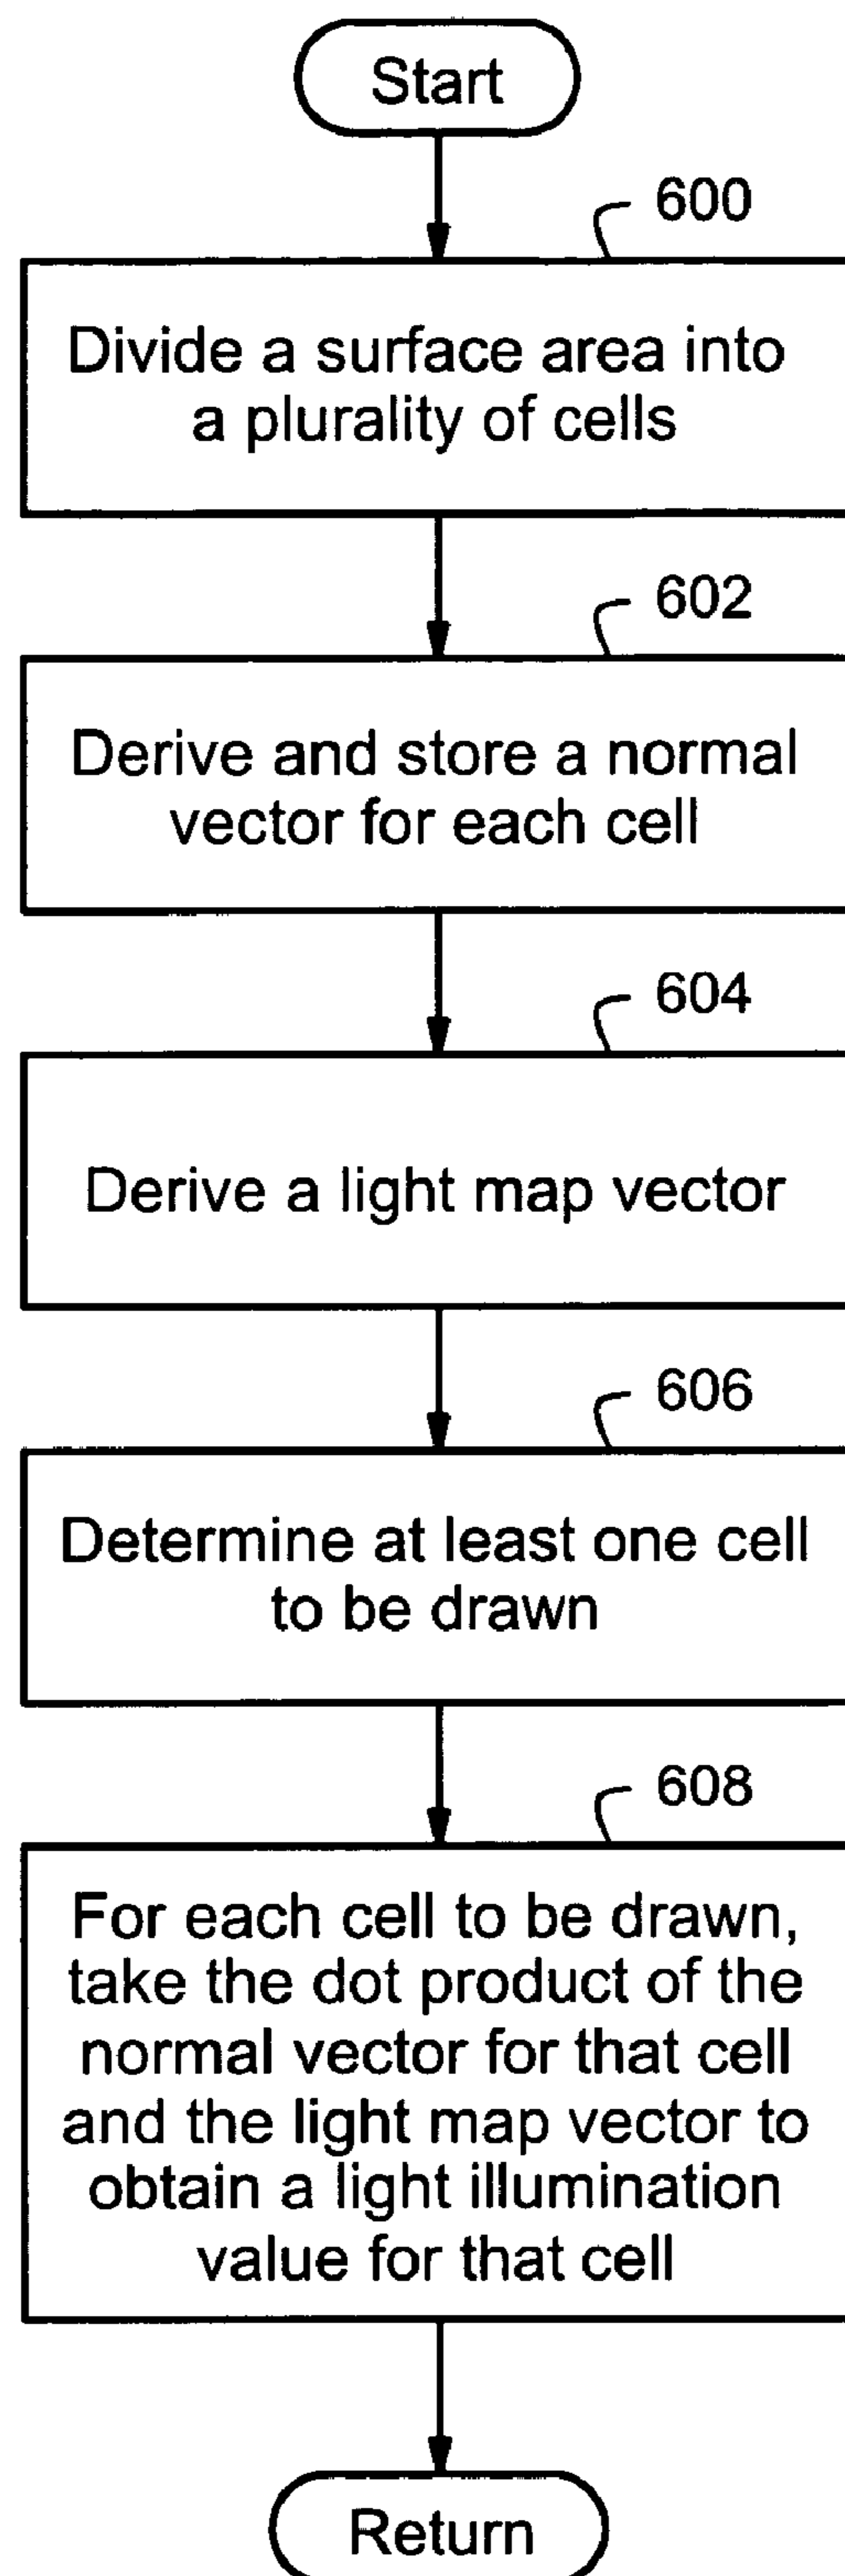 Start
600
Divide a surface area into
a plurality of cells
602
Derive and store a normal
vector for each cell
604
Derive a light map vector
606
Determine at least one cell
to be drawn
608
For each cell to be drawn,
take the dot product of the
normal vector for that cell
and the light map vector to
obtain a light illumination
value for that cell
Return